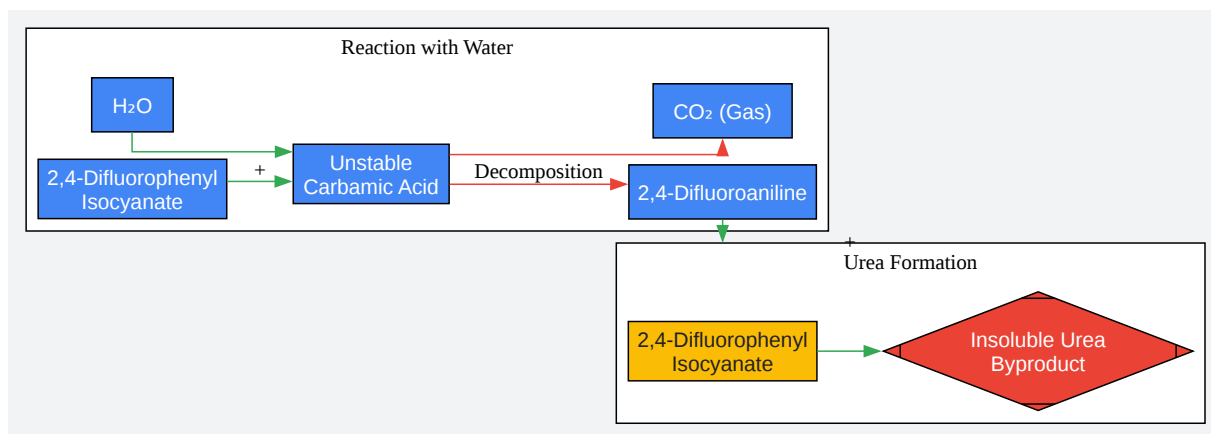 Reaction with Water
H₂O
CO₂ (Gas)
2,4-Difluorophenyl
Isocyanate
+
Unstable
Carbamic Acid
Decomposition
2,4-Difluoroaniline
+
Urea Formation
2,4-Difluorophenyl
Isocyanate
Insoluble Urea
Byproduct